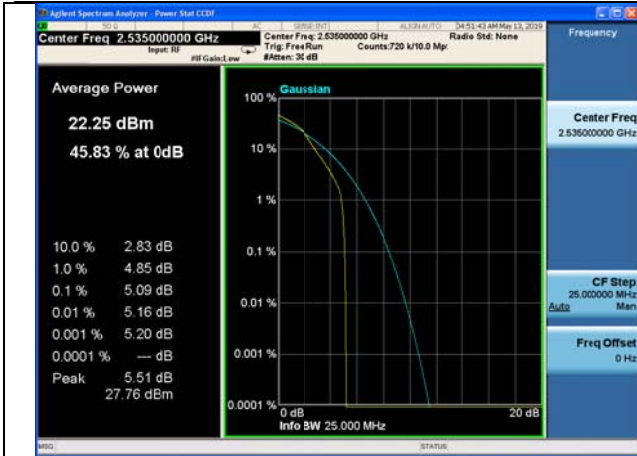 Agilent Spectrum Analyzer - Power Stat CCDF
50 Ω AC SENSE:INT ALIGN AUTO 04:51:43 AM May 13, 2019
Center Freq 2.535000000 GHz
Input: RF
#IFGain:Low
Center Freq: 2.535000000 GHz
Trig: Free Run Counts:720 k/10.0 Mpt
#Atten: 30 dB
Radio Std: None
Frequency
Average Power
22.25 dBm
45.83 % at 0dB
10.0 % 2.83 dB
1.0 % 4.85 dB
0.1 % 5.09 dB
0.01 % 5.16 dB
0.001 % 5.20 dB
0.0001 % --- dB
Peak 5.51 dB
27.76 dBm
Gaussian
100 %
10 %
1 %
0.1 %
0.01 %
0.001 %
0.0001 %
0 dB 20 dB
Info BW 25.000 MHz
Center Freq
2.535000000 GHz
CF Step
25.000000 MHz
Auto Man
Freq Offset
0 Hz
MSG STATUS